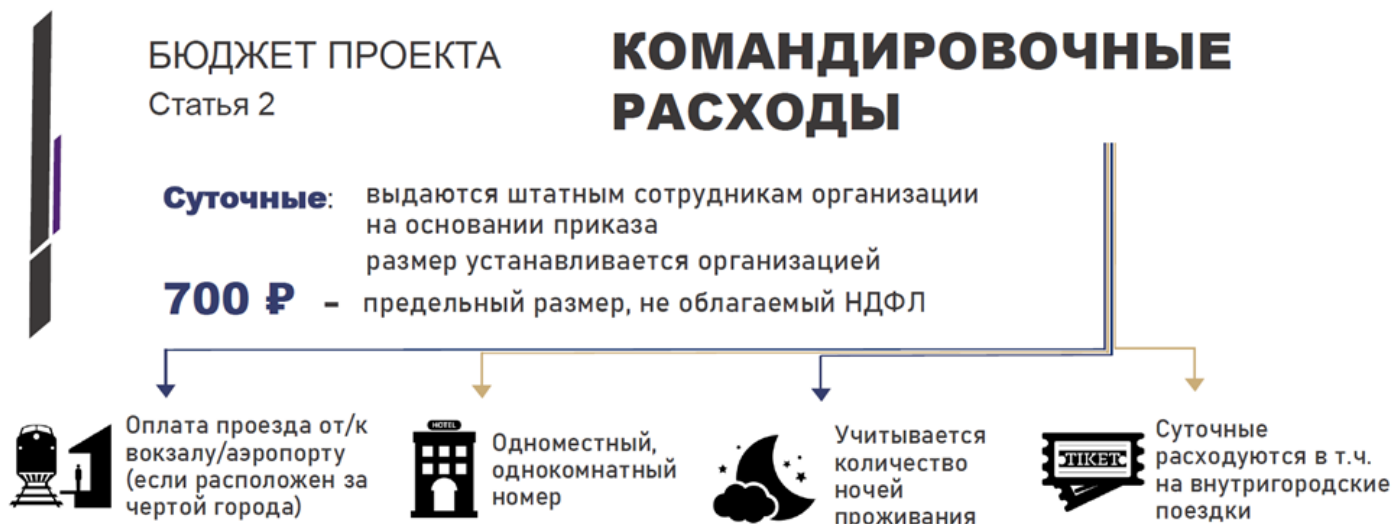 БЮДЖЕТ ПРОЕКТА
Статья 2
КОМАНДИРОВОЧНЫЕ
РАСХОДЫ
Суточные:
выдаются штатным сотрудникам организации
на основании приказа
размер устанавливается организацией
700 ₽ - предельный размер, не облагаемый НДФЛ
Оплата проезда от/к
вокзалу/аэропорту
(если расположен за
чертой города)
HOTEL
Одноместный,
однокомнатный
номер
Учитывается
количество
ночей
проживания
TIKET
Суточные
расходуются в т.ч.
на внутригородские
поездки